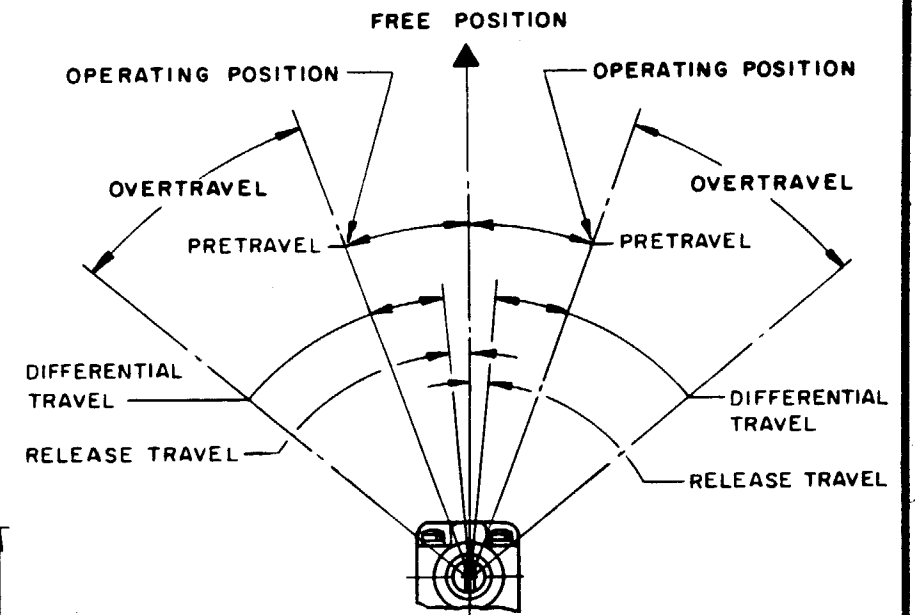 FREE POSITION
OPERATING POSITION
OPERATING POSITION
OVERTRAVEL
OVERTRAVEL
PRETRAVEL
PRETRAVEL
DIFFERENTIAL
TRAVEL
DIFFERENTIAL
TRAVEL
RELEASE TRAVEL
RELEASE TRAVEL